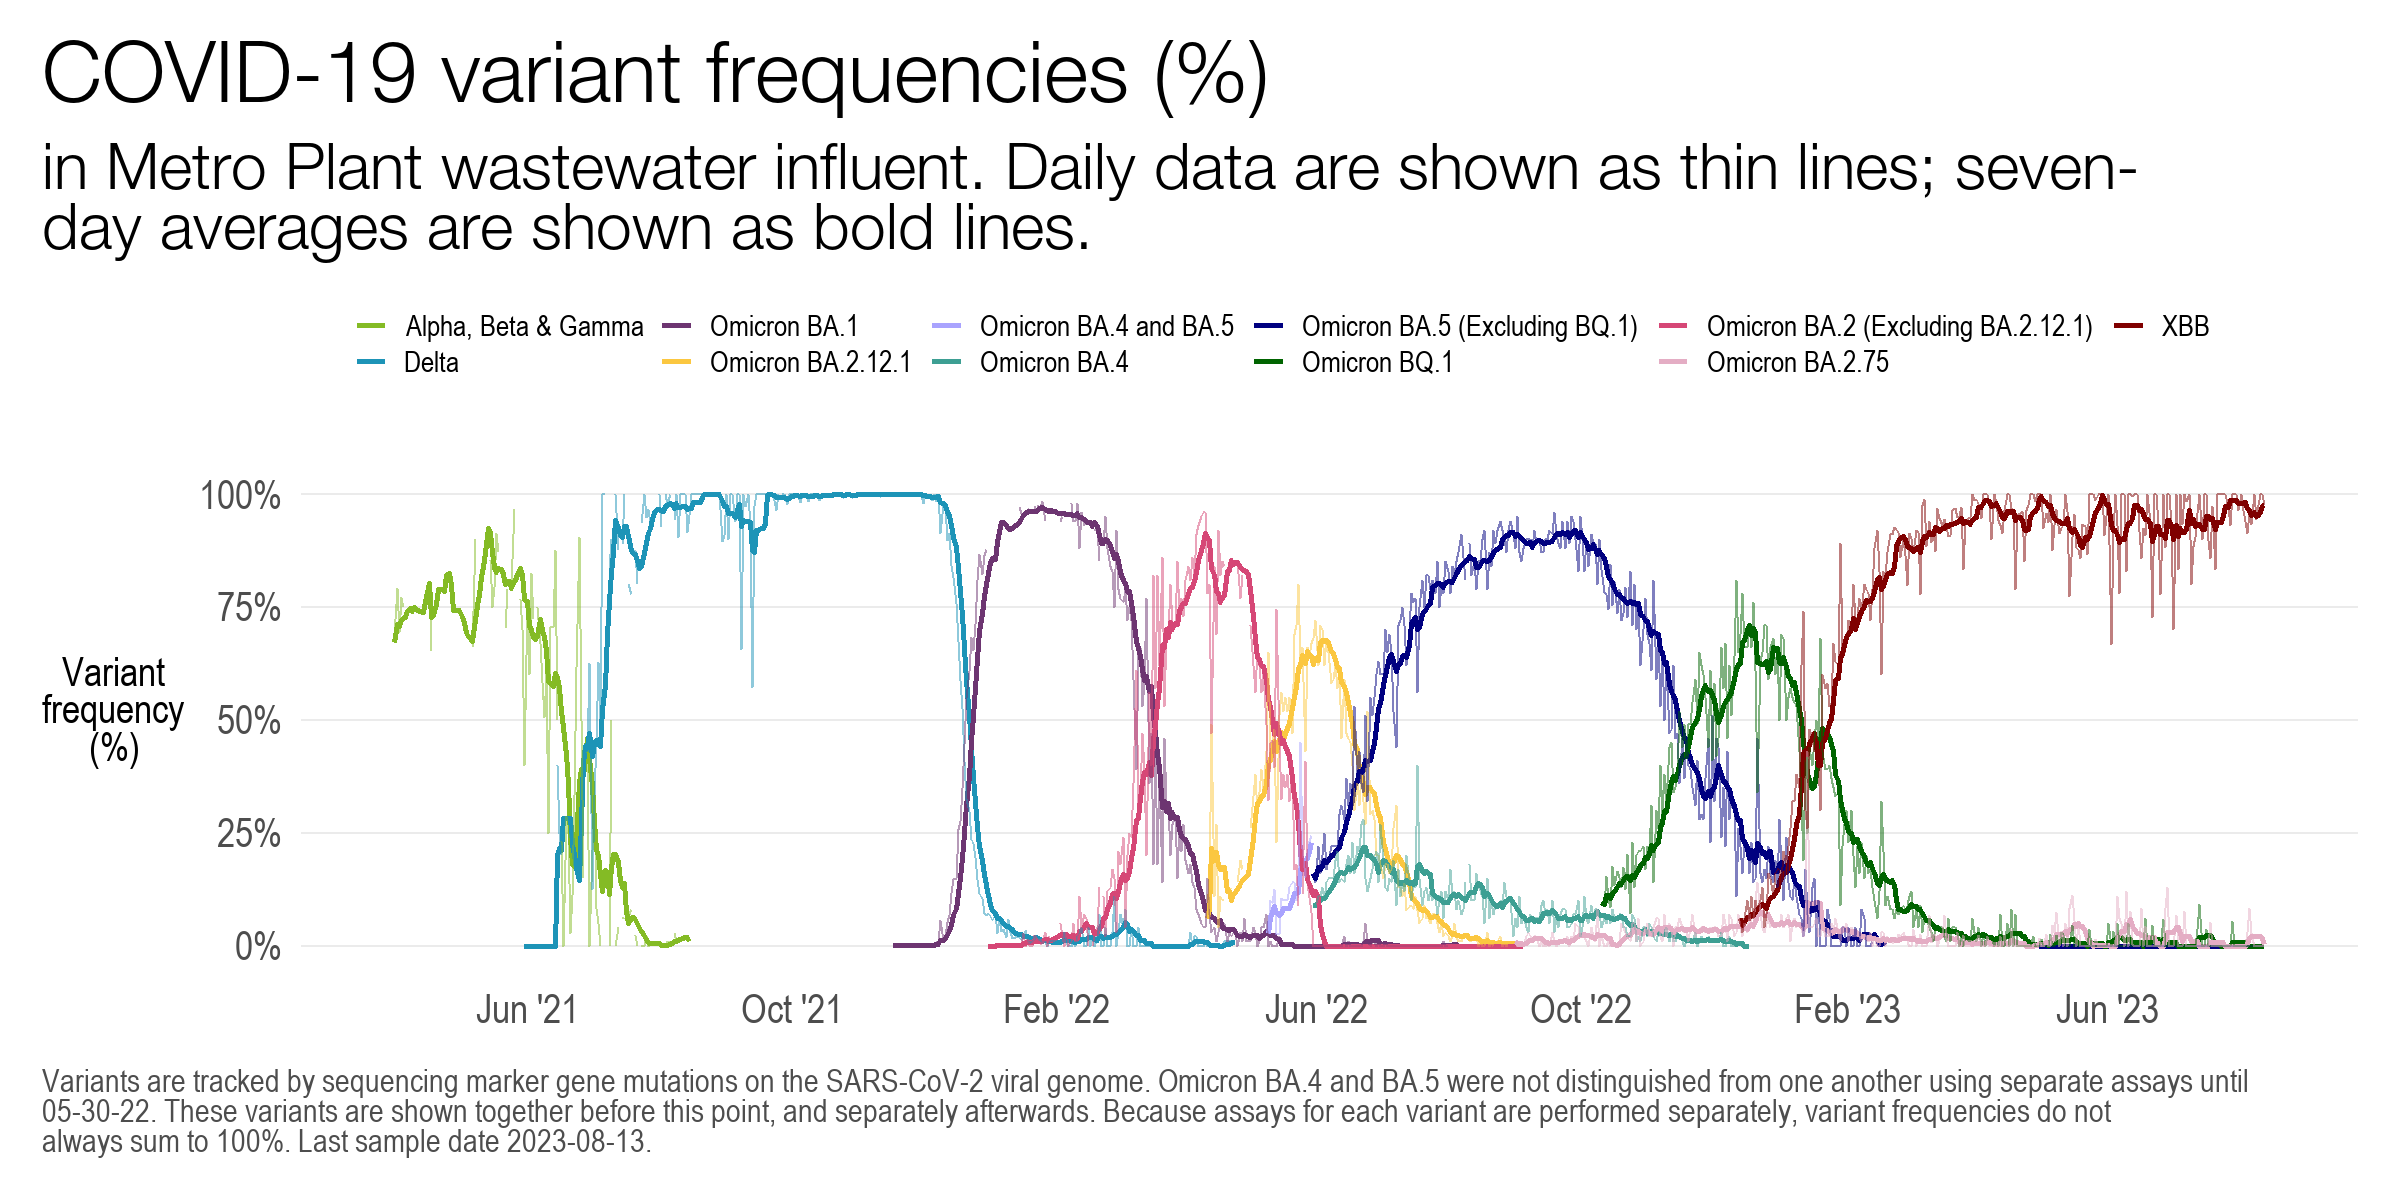 COVID-19 variant frequencies (%)
in Metro Plant wastewater influent. Daily data are shown as thin lines; seven-
day averages are shown as bold lines.
Alpha, Beta & Gamma
Omicron BA.1
Omicron BA.4 and BA.5
Omicron BA.5 (Excluding BQ.1)
Omicron BA.2 (Excluding BA.2.12.1)
XBB
Delta
Omicron BA.2.12.1
Omicron BA.4
Omicron BQ.1
Omicron BA.2.75
100%
75%
Variant
frequency
(%)
50%
25%
0%
Jun '21
Oct '21
Feb '22
Jun '22
Oct '22
Feb '23
Jun '23
Variants are tracked by sequencing marker gene mutations on the SARS-CoV-2 viral genome. Omicron BA.4 and BA.5 were not distinguished from one another using separate assays until
05-30-22. These variants are shown together before this point, and separately afterwards. Because assays for each variant are performed separately, variant frequencies do not
always sum to 100%. Last sample date 2023-08-13.